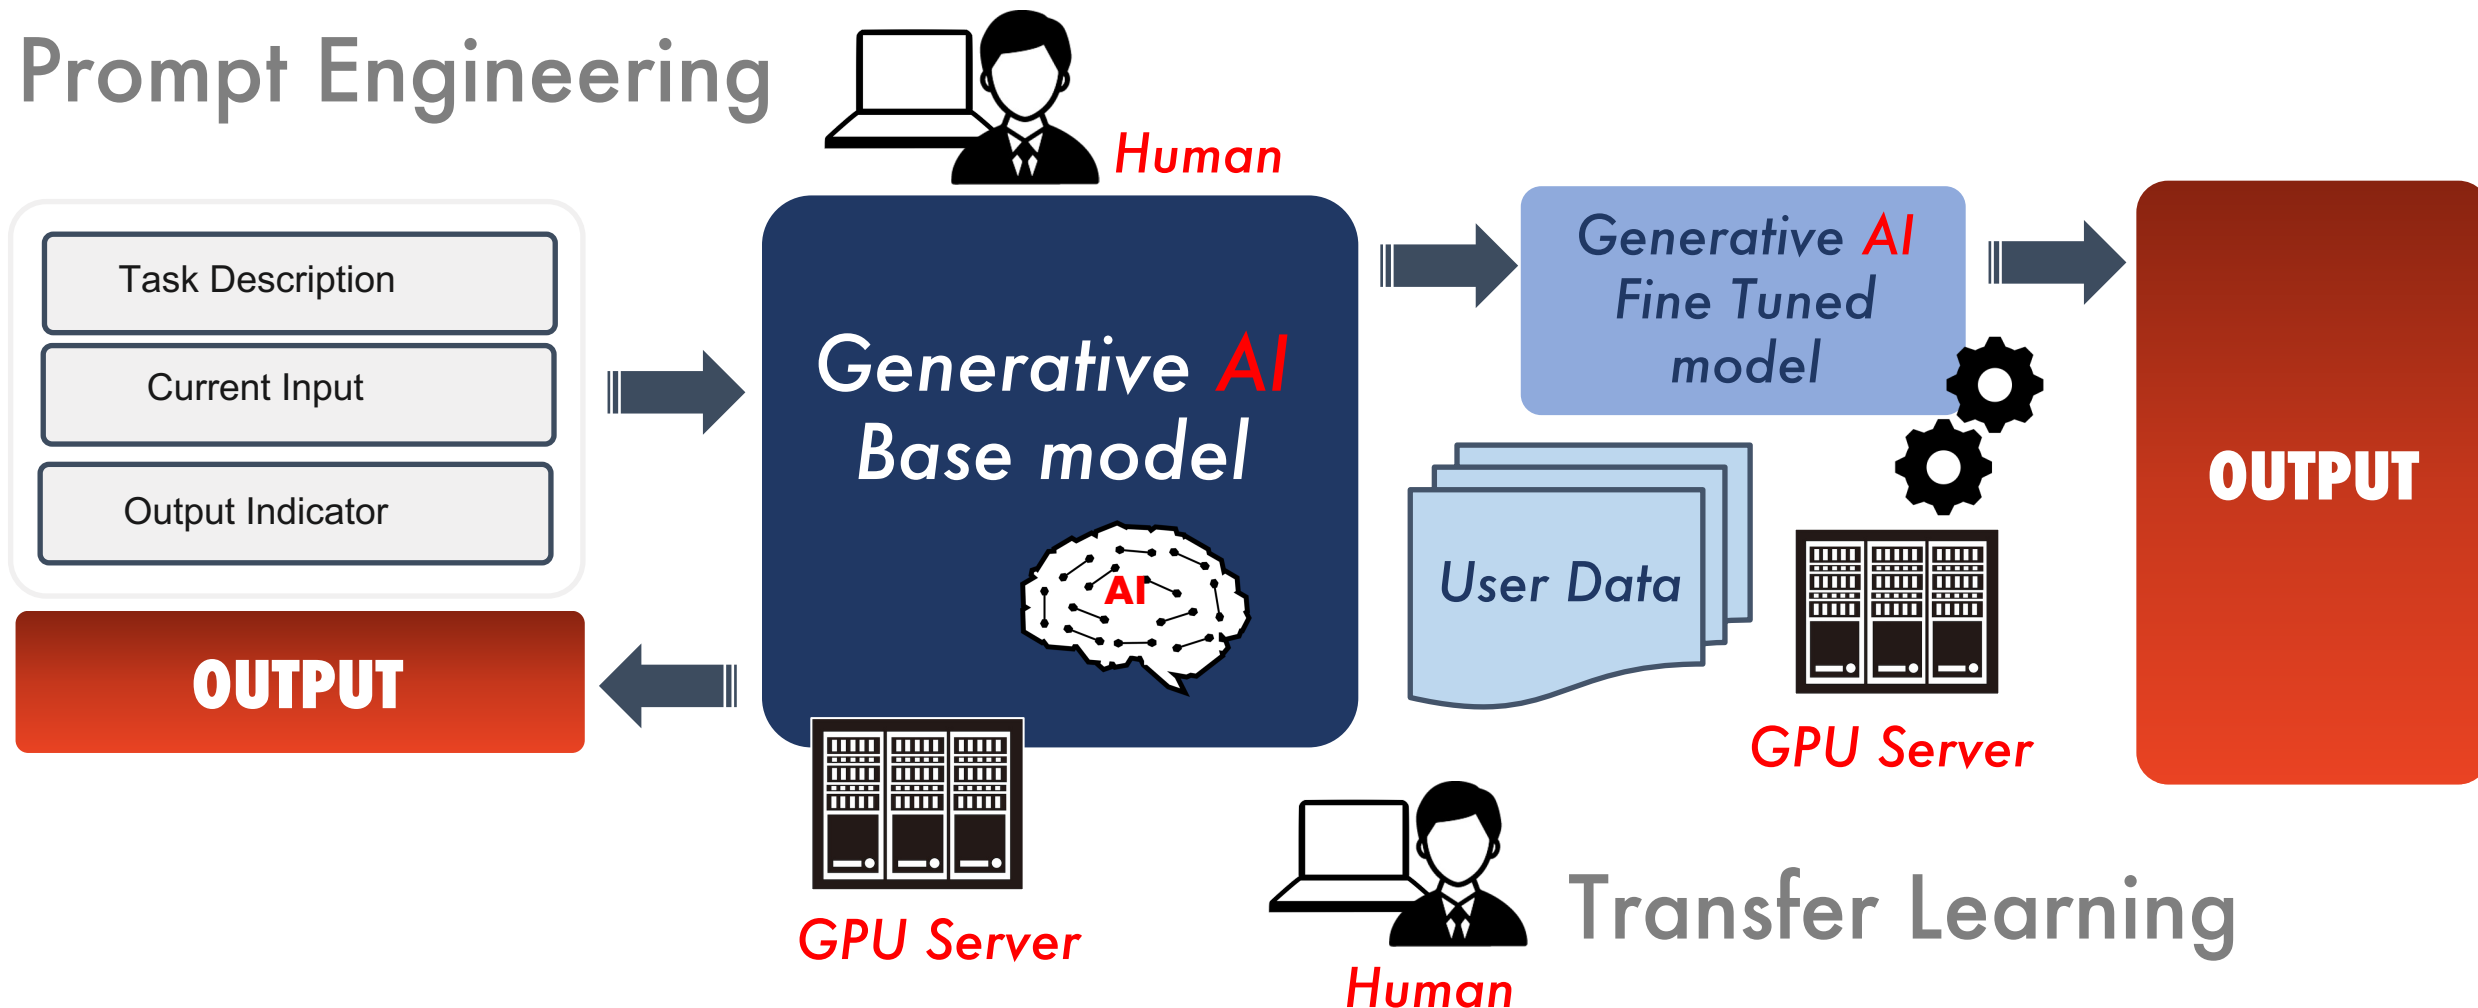 Prompt Engineering
Human
Task Description
Current Input
Output Indicator
OUTPUT
Generative AI
Base model
AI
GPU Server
Generative AI
Fine Tuned
model
User Data
GPU Server
OUTPUT
Human
Transfer Learning